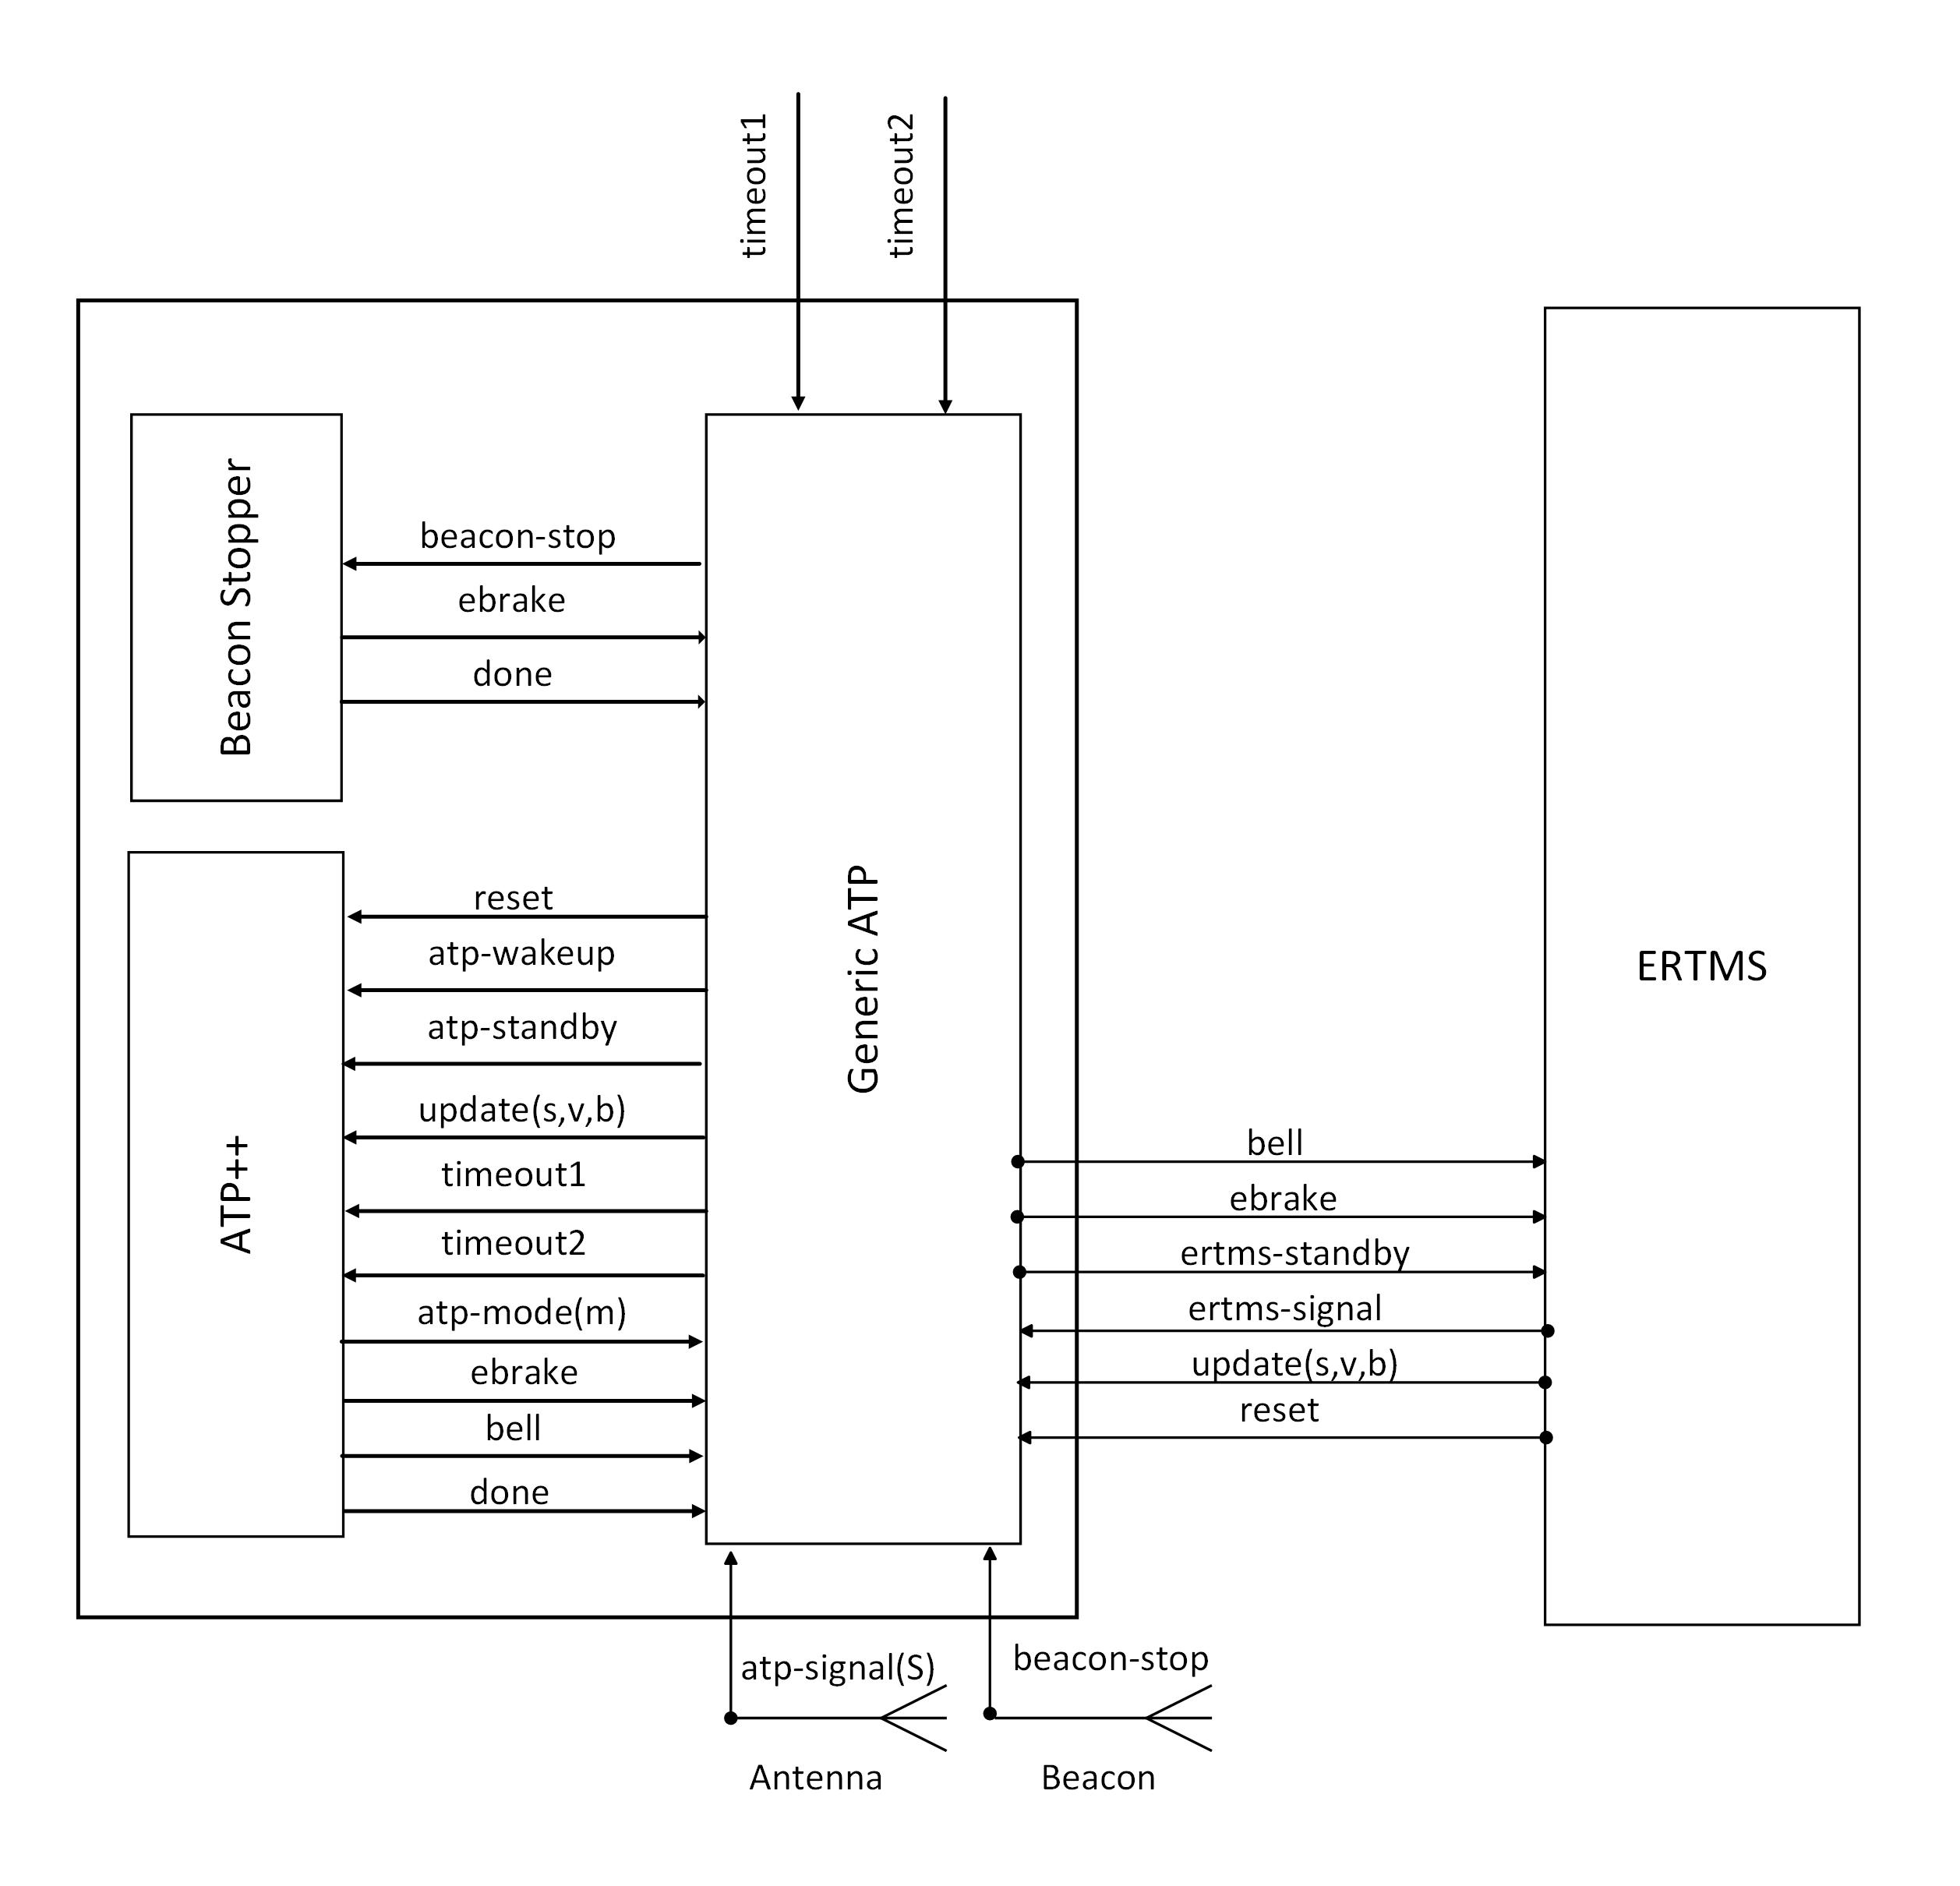 timeout1
timeout2
Beacon Stopper
beacon-stop
ebrake
done
Generic ATP
ERTMS
ATP++
reset
atp-wakeup
atp-standby
update(s,v,b)
timeout1
timeout2
atp-mode(m)
ebrake
bell
done
bell
ebrake
ertms-standby
ertms-signal
update(s,v,b)
reset
atp-signal(S)
beacon-stop
Antenna
Beacon